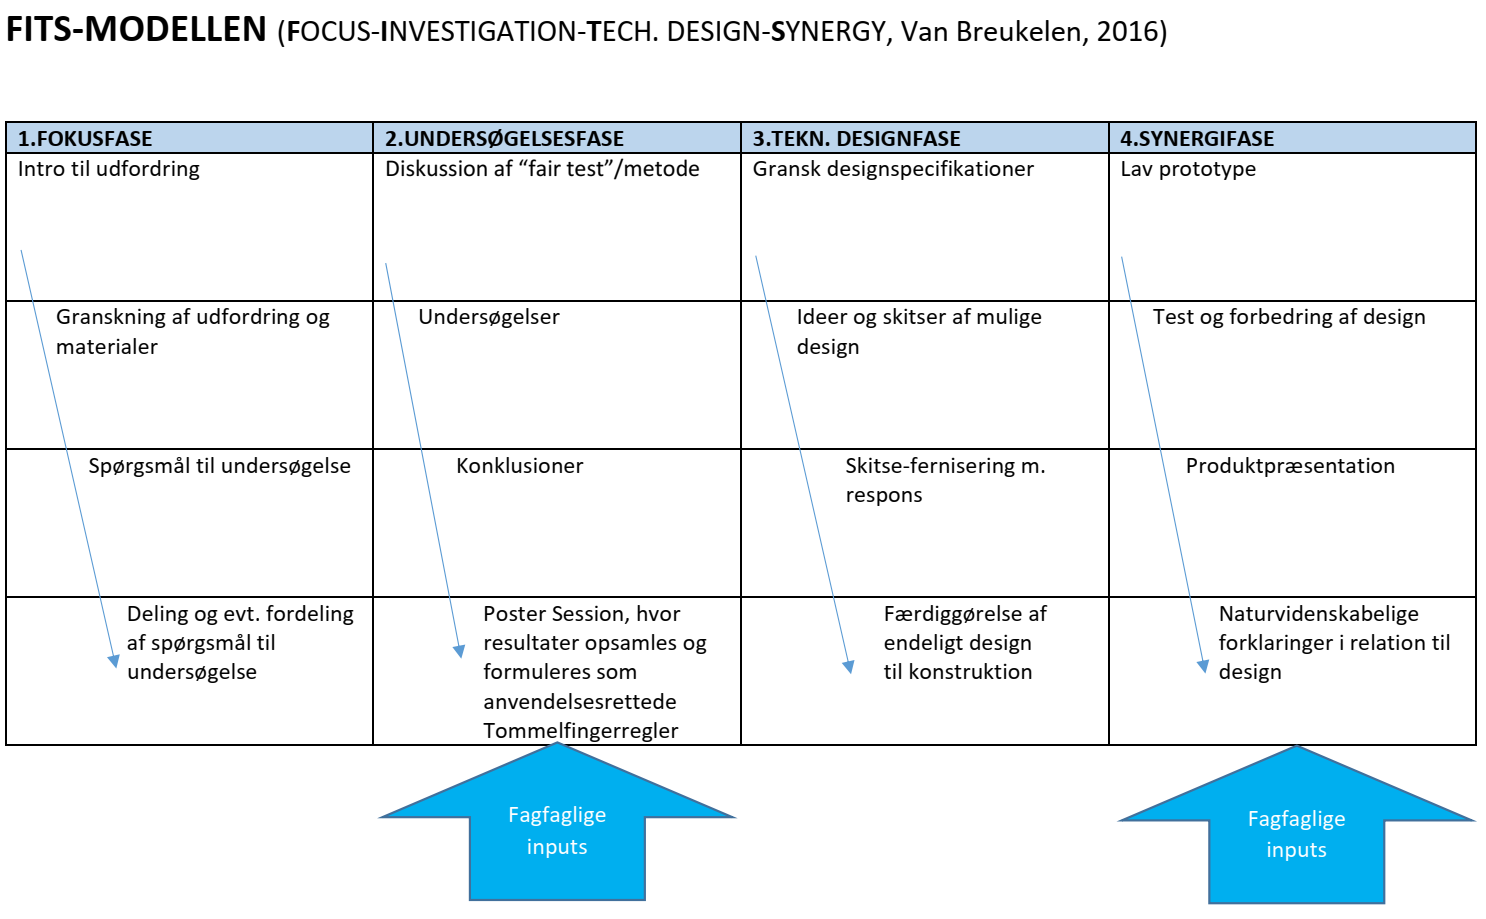 FITS-MODELLEN (FOCUS-INVESTIGATION-TECH. DESIGN-SYNERGY, Van Breukelen, 2016)
1.FOKUSFASE
2.UNDERSØGELSESFASE
3.TEKN. DESIGNFASE
4.SYNERGIFASE
Intro til udfordring
Diskussion af “fair test”/metode
Gransk designspecifikationer
Lav prototype
Granskning af udfordring og
materialer
Undersøgelser
Ideer og skitser af mulige
design
Test og forbedring af design
Spørgsmål til undersøgelse
Konklusioner
Skitse-fernisering m.
respons
Produktpræsentation
Deling og evt. fordeling
af spørgsmål til
undersøgelse
Poster Session, hvor
resultater opsamles og
formuleres som
anvendelsesrettede
Tommelfingerregler
Færdiggørelse af
endeligt design
til konstruktion
Naturvidenskabelige
forklaringer i relation til
design
Fagfaglige
inputs
Fagfaglige
inputs